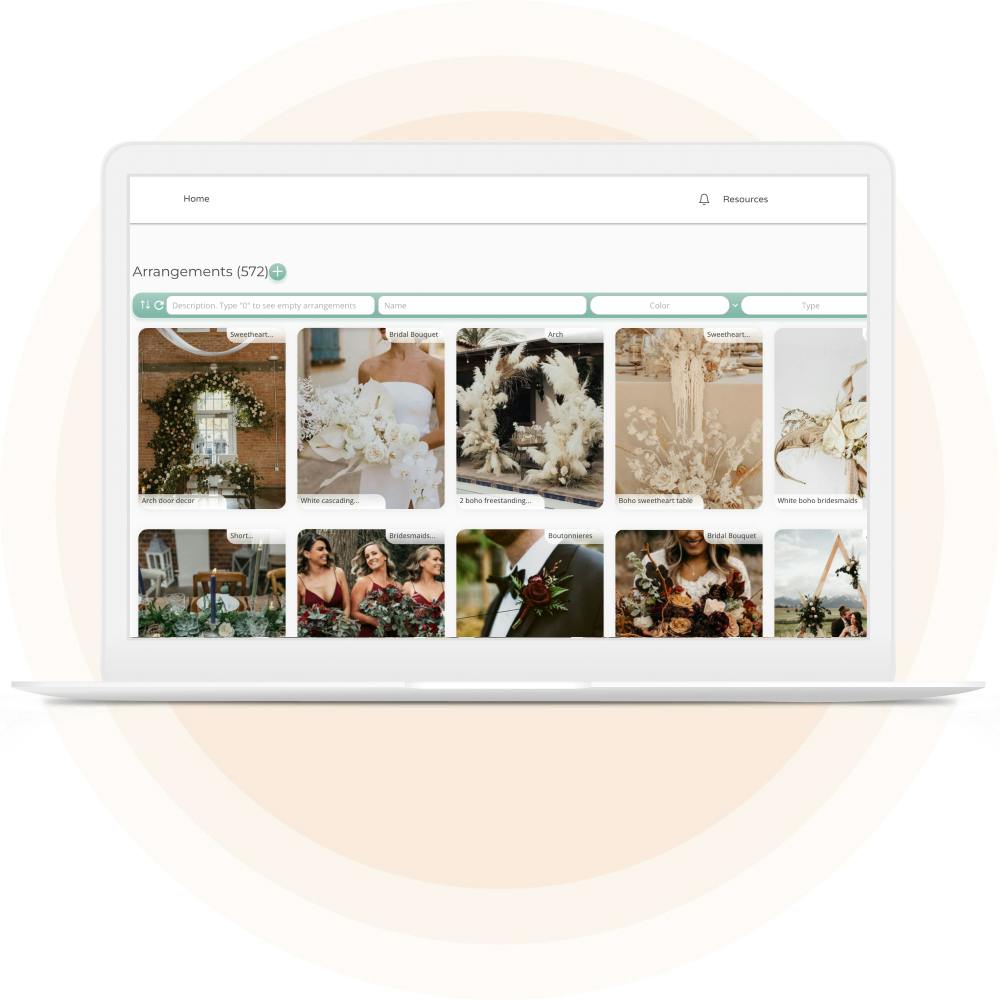 Home
Resources
Arrangements (572)
Description. Type "0" to see empty arrangements
Name
Color
Type
Sweetheart...
Bridal Bouquet
Arch
Sweetheart...
Arch door decor
White cascading...
2 boho freestanding...
Boho sweetheart table
White boho bridesmaids
Short...
Bridesmaids...
Boutonnieres
Bridal Bouquet